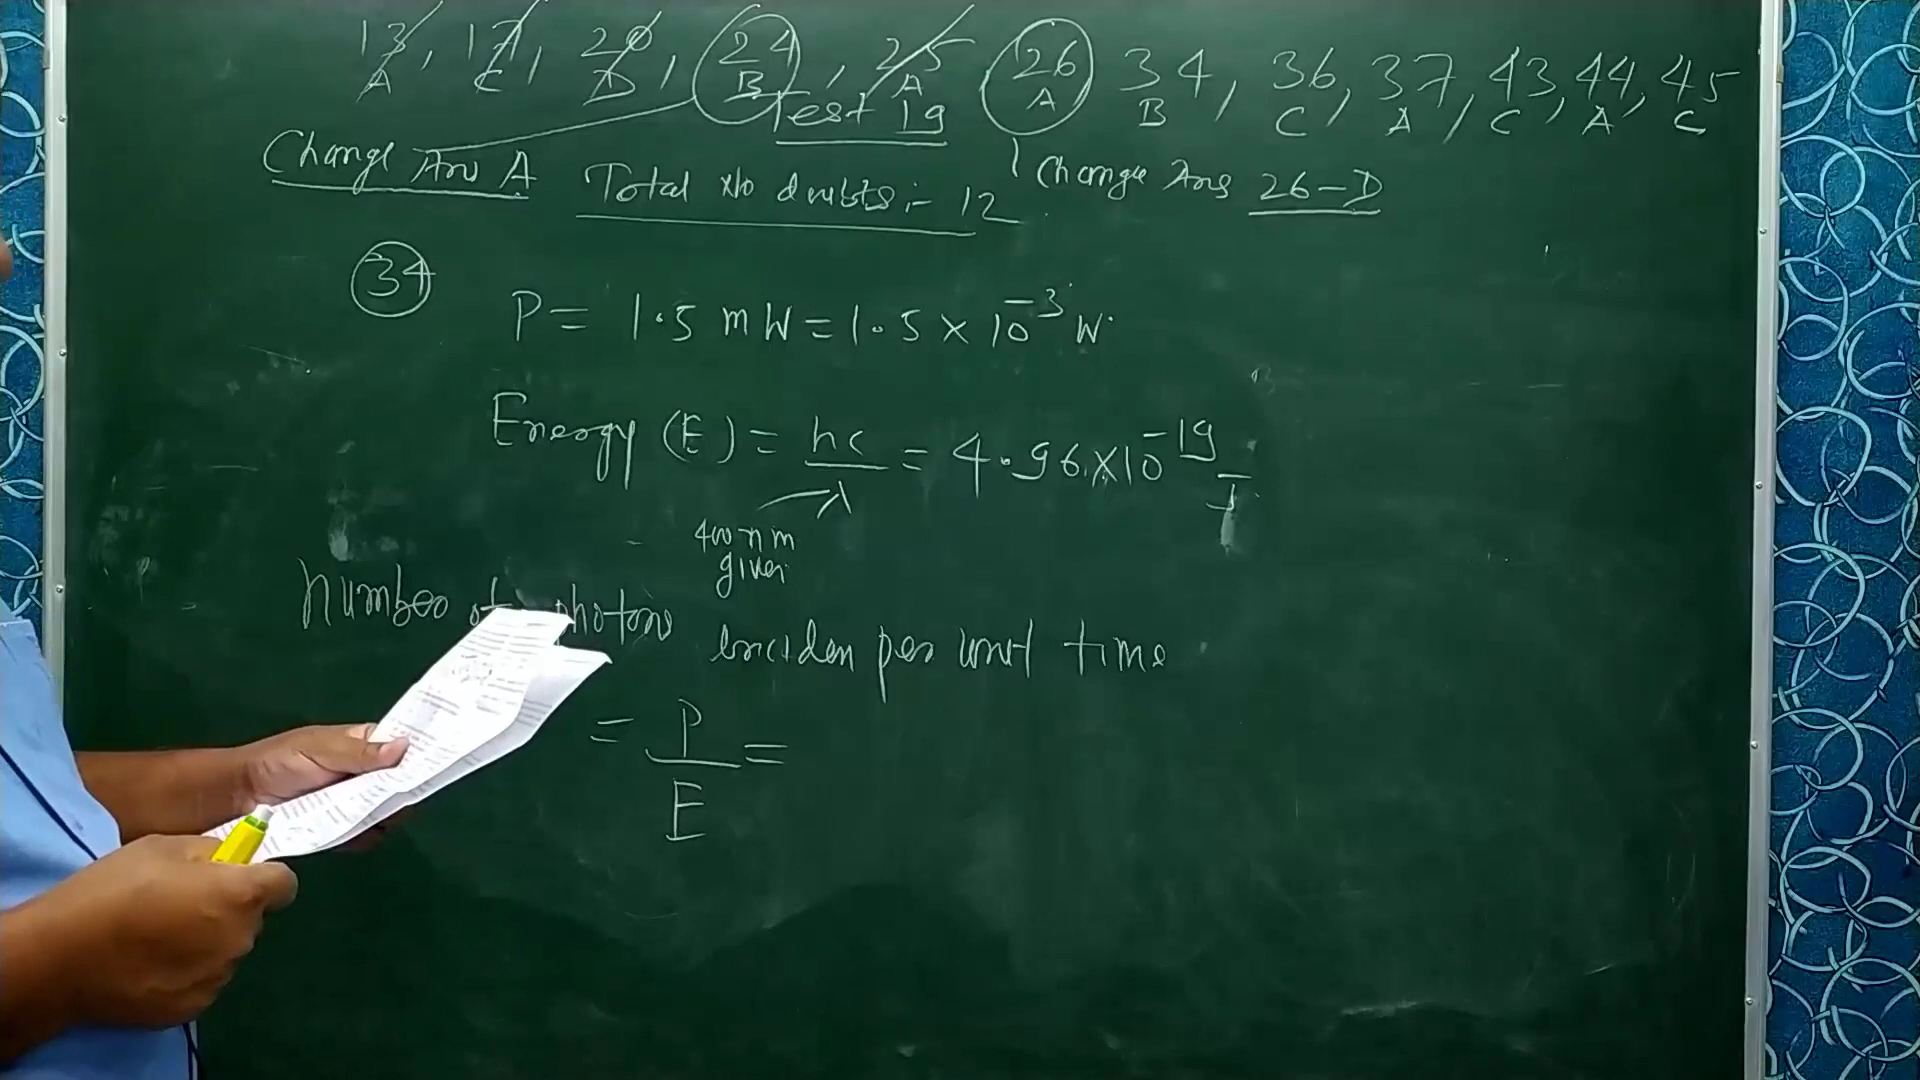 13, 17, 20, 24, 25 26 34, 36, 37, 43, 44, 45
A C D B A A B C A C A C
Test 19
Change Ans A Total No doubts :- 12 Change Ans 26-D
34
P = 1.5 mW = 1.5 × 10⁻³ W
Energy (E) = hc/λ = 4.96 × 10⁻¹⁹ J
400 nm
given
Number of photons inciden per unit time
= P/E =